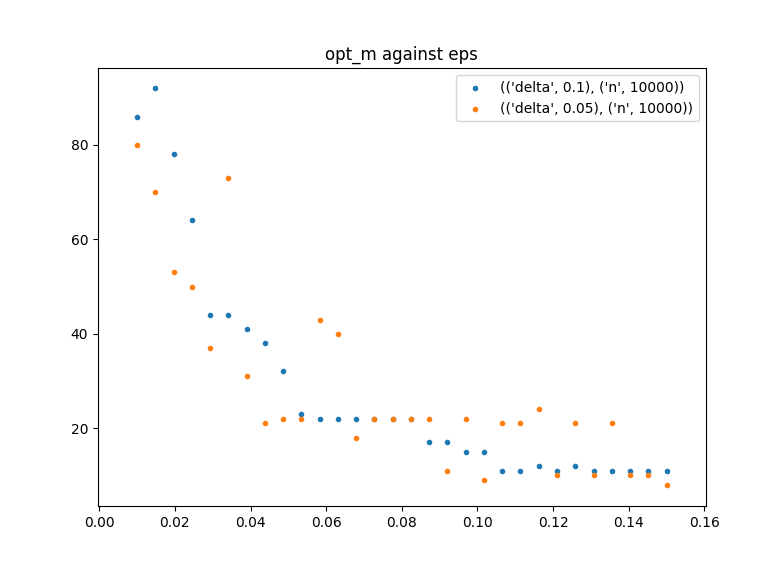 opt_m against eps
(('delta', 0.1), ('n', 10000))
(('delta', 0.05), ('n', 10000))
80
60
40
20
0.00 0.02 0.04 0.06 0.08 0.10 0.12 0.14 0.16